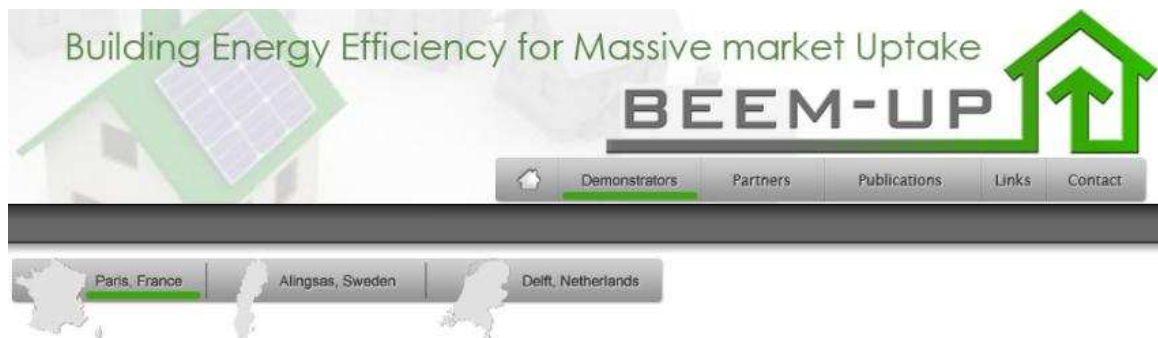 Building Energy Efficiency for Massive market Uptake
BEEM-UP
Demonstrators Partners Publications Links Contact
Paris, France Alingsas, Sweden Delft, Netherlands